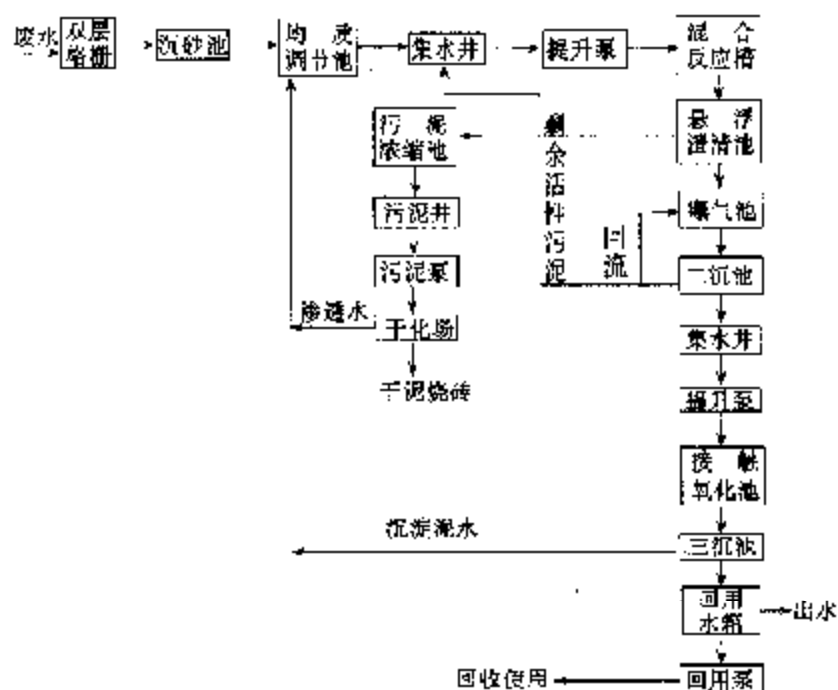 废水
双层
格栅
沉砂池
均质
调节池
集水井
提升泵
混合
反应槽
污泥
浓缩池
剩余活性污泥
悬浮
澄清池
污泥井
回流
曝气池
污泥泵
二沉池
渗透水
干化场
集水井
干泥烧砖
提升泵
接触
氧化池
沉淀泥水
三沉池
回用
水箱
出水
回收使用
回用泵